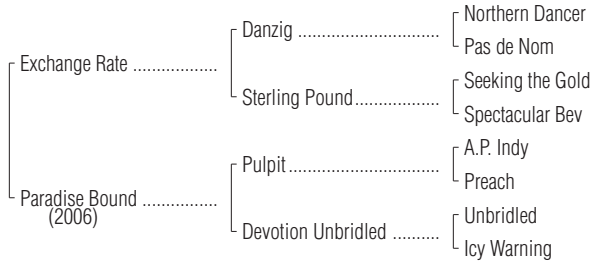 Northern Dancer
Danzig ................................
Pas de Nom
Exchange Rate ...................
Seeking the Gold
Sterling Pound...................
Spectacular Bev
A.P. Indy
Pulpit..................................
Preach
Paradise Bound .................
(2006)
Unbridled
Devotion Unbridled ..........
Icy Warning